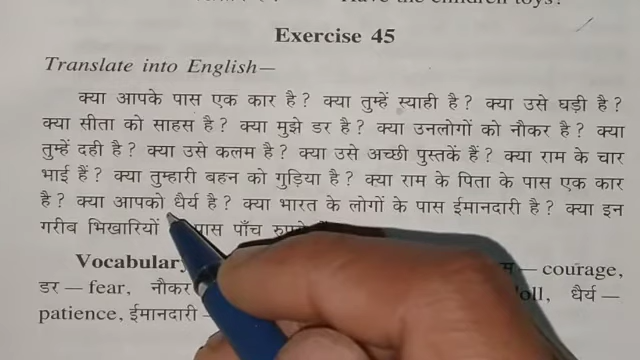 Have the children toys?
Exercise 45
Translate into English—
क्या आपके पास एक कार है? क्या तुम्हें स्याही है? क्या उसे घड़ी है?
क्या सीता को साहस है? क्या मुझे डर है? क्या उनलोगों को नौकर है? क्या
तुम्हें दही है? क्या उसे कलम है? क्या उसे अच्छी पुस्तकें हैं? क्या राम के चार
भाई हैं? क्या तुम्हारी बहन को गुड़िया है? क्या राम के पिता के पास एक कार
है? क्या आपको धैर्य है? क्या भारत के लोगों के पास ईमानदारी है? क्या इन
गरीब भिखारियों पास पाँच
Vocabulary — courage,
डर — fear, नौकर धैर्य —
patience, ईमानदारी